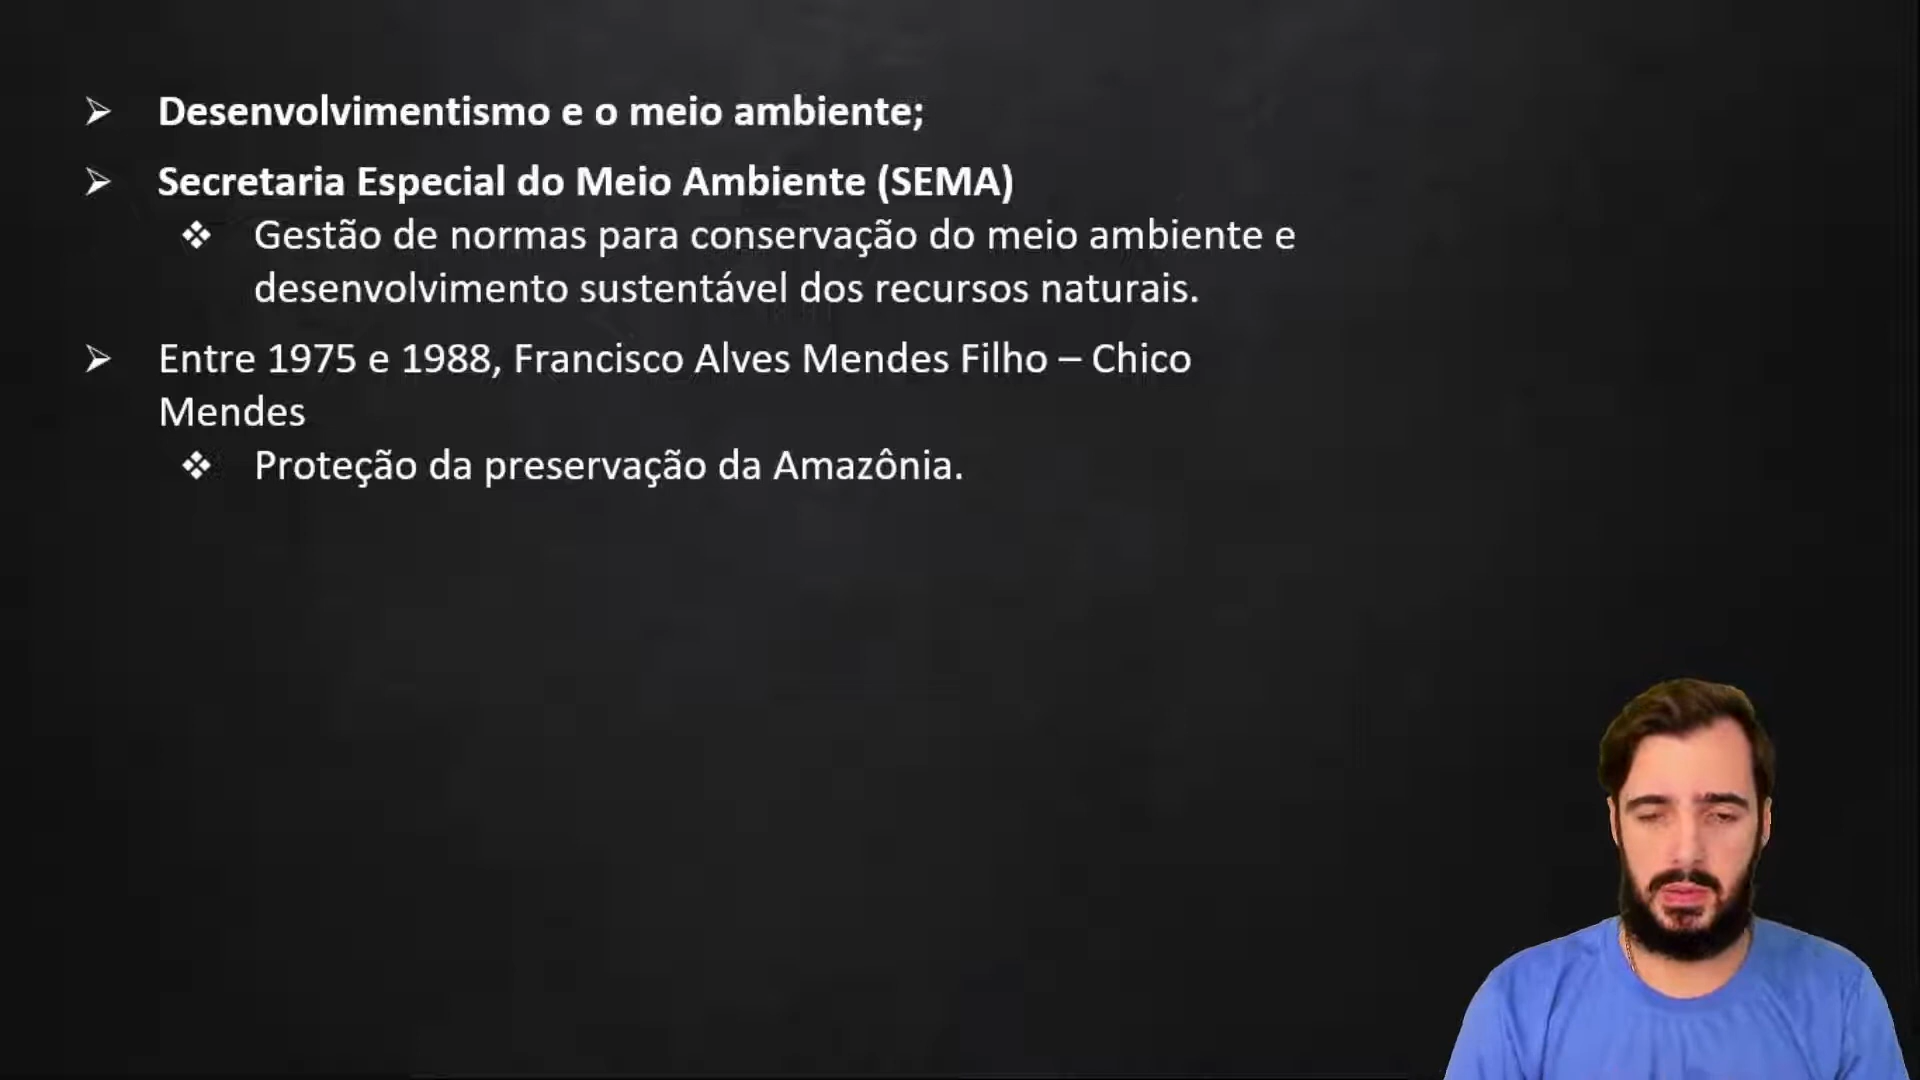 Desenvolvimentismo e o meio ambiente;
Secretaria Especial do Meio Ambiente (SEMA)
Gestão de normas para conservação do meio ambiente e
desenvolvimento sustentável dos recursos naturais.
Entre 1975 e 1988, Francisco Alves Mendes Filho – Chico
Mendes
Proteção da preservação da Amazônia.